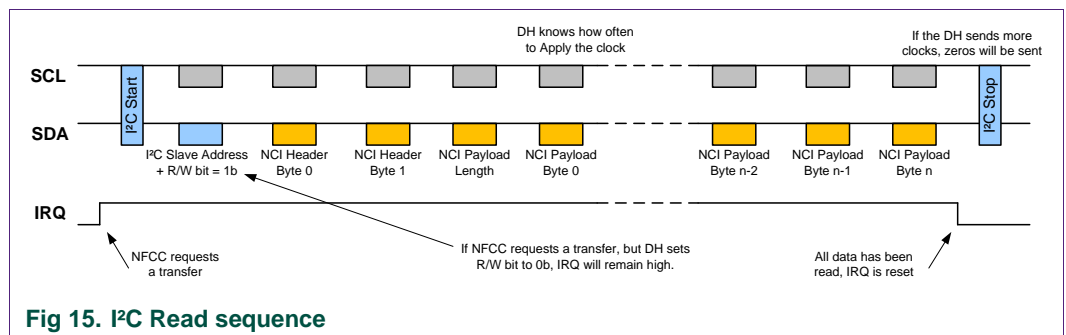 DH knows how often
to Apply the clock
If the DH sends more
clocks, zeros will be sent
SCL
I²C Start
I²C Stop
SDA
I²C Slave Address
+ R/W bit = 1b
NCI Header
Byte 0
NCI Header
Byte 1
NCI Payload
Length
NCI Payload
Byte 0
NCI Payload
Byte n-2
NCI Payload
Byte n-1
NCI Payload
Byte n
IRQ
NFCC requests
a transfer
If NFCC requests a transfer, but DH sets
R/W bit to 0b, IRQ will remain high.
All data has been
read, IRQ is reset
Fig 15. I²C Read sequence